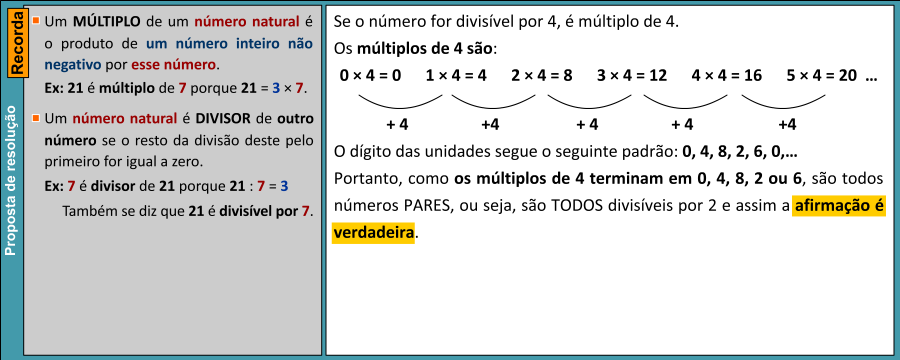 Recorda
Proposta de resolução
Um MÚLTIPLO de um número natural é
o produto de um número inteiro não
negativo por esse número.
Ex: 21 é múltiplo de 7 porque 21 = 3 × 7.
Um número natural é DIVISOR de outro
número se o resto da divisão deste pelo
primeiro for igual a zero.
Ex: 7 é divisor de 21 porque 21 : 7 = 3
Também se diz que 21 é divisível por 7.
Se o número for divisível por 4, é múltiplo de 4.
Os múltiplos de 4 são:
0 × 4 = 0 1 × 4 = 4 2 × 4 = 8 3 × 4 = 12 4 × 4 = 16 5 × 4 = 20 ...
+ 4 +4 + 4 + 4 +4
O dígito das unidades segue o seguinte padrão: 0, 4, 8, 2, 6, 0,...
Portanto, como os múltiplos de 4 terminam em 0, 4, 8, 2 ou 6, são todos
números PARES, ou seja, são TODOS divisíveis por 2 e assim a afirmação é
verdadeira.